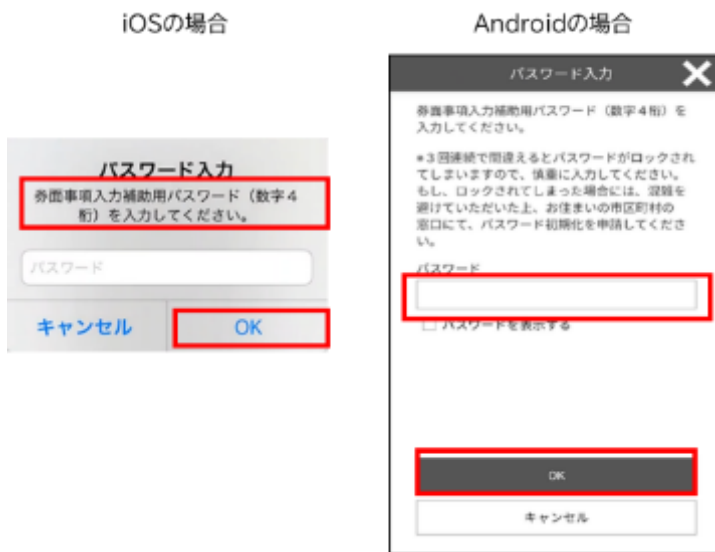 iOSの場合
パスワード入力
券面事項入力補助用パスワード（数字４
桁）を入力してください。
パスワード
キャンセル
OK
Androidの場合
パスワード入力
券面事項入力補助用パスワード（数字４桁）を
入力してください。
＊３回連続で間違えるとパスワードがロックされ
てしまいますので、慎重に入力してください。
もし、ロックされてしまった場合には、混雑を
避けていただいた上、お住まいの市区町村の
窓口にて、パスワード初期化を申請してくださ
い。
パスワード
パスワードを表示する
OK
キャンセル